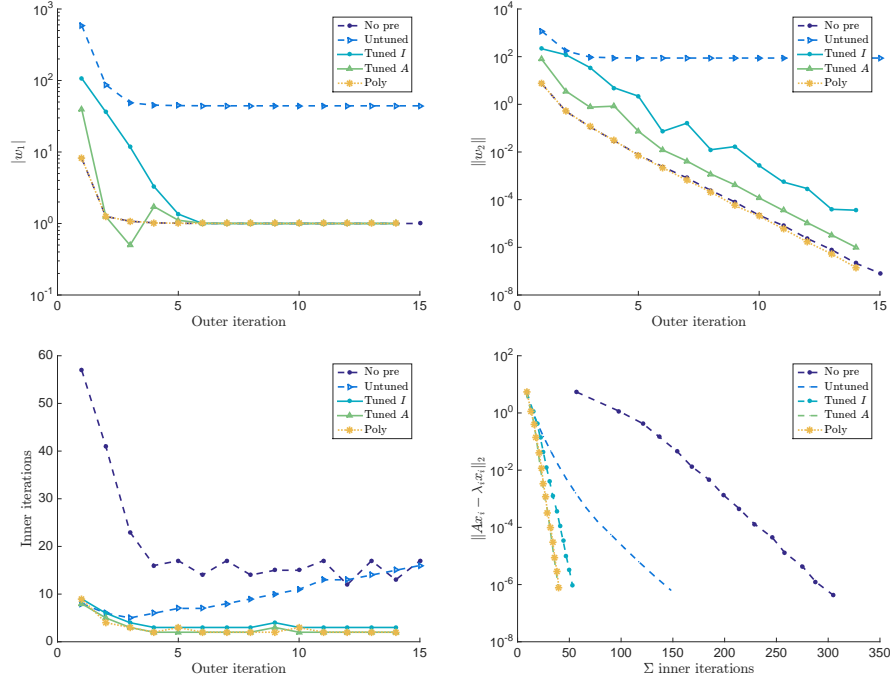 10^3
10^2
10^1
10^0
10^-1
|w_1|
0
5
10
15
Outer iteration
No pre
Untuned
Tuned I
Tuned A
Poly
10^4
10^2
10^0
10^-2
10^-4
10^-6
10^-8
‖w_2‖
0
5
10
15
Outer iteration
No pre
Untuned
Tuned I
Tuned A
Poly
60
50
40
30
20
10
0
Inner iterations
0
5
10
15
Outer iteration
No pre
Untuned
Tuned I
Tuned A
Poly
10^2
10^0
10^-2
10^-4
10^-6
10^-8
‖Ax_i − λ_i x_i‖_2
0
50
100
150
200
250
300
350
Σ inner iterations
No pre
Untuned
Tuned I
Tuned A
Poly